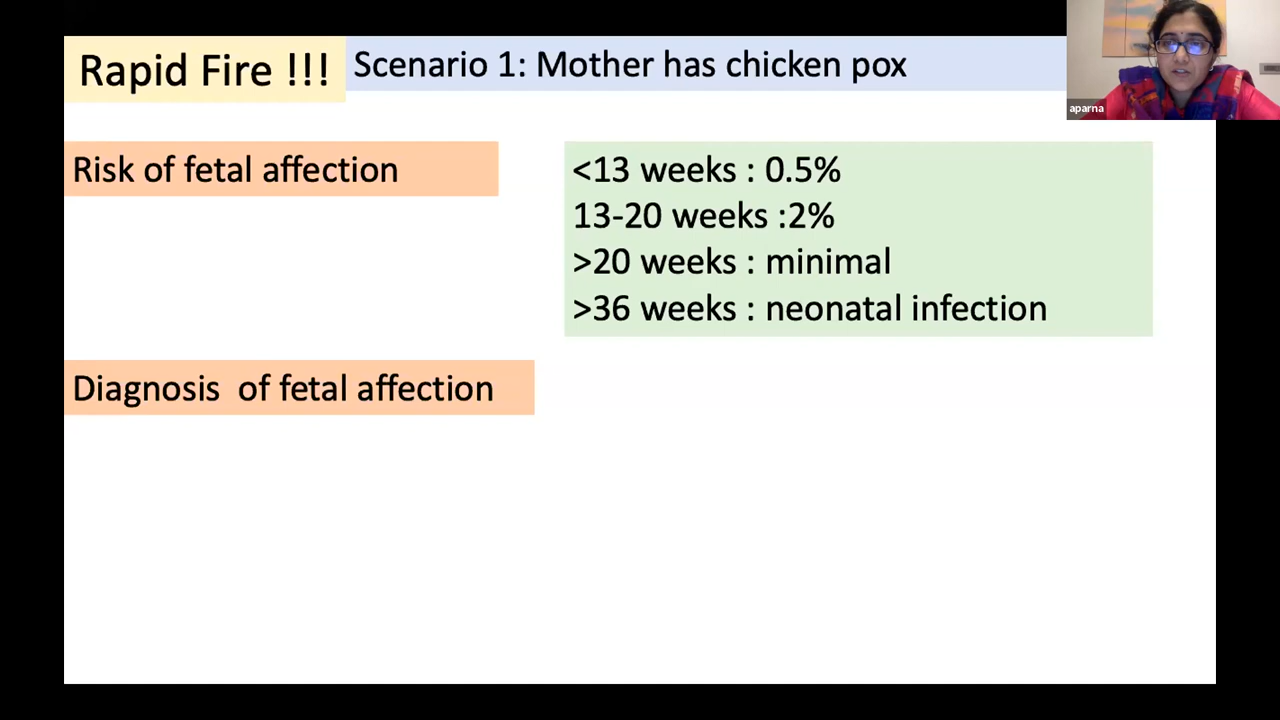 Rapid Fire !!!
Scenario 1: Mother has chicken pox
aparna
Risk of fetal affection
<13 weeks : 0.5%
13-20 weeks :2%
>20 weeks : minimal
>36 weeks : neonatal infection
Diagnosis  of fetal affection